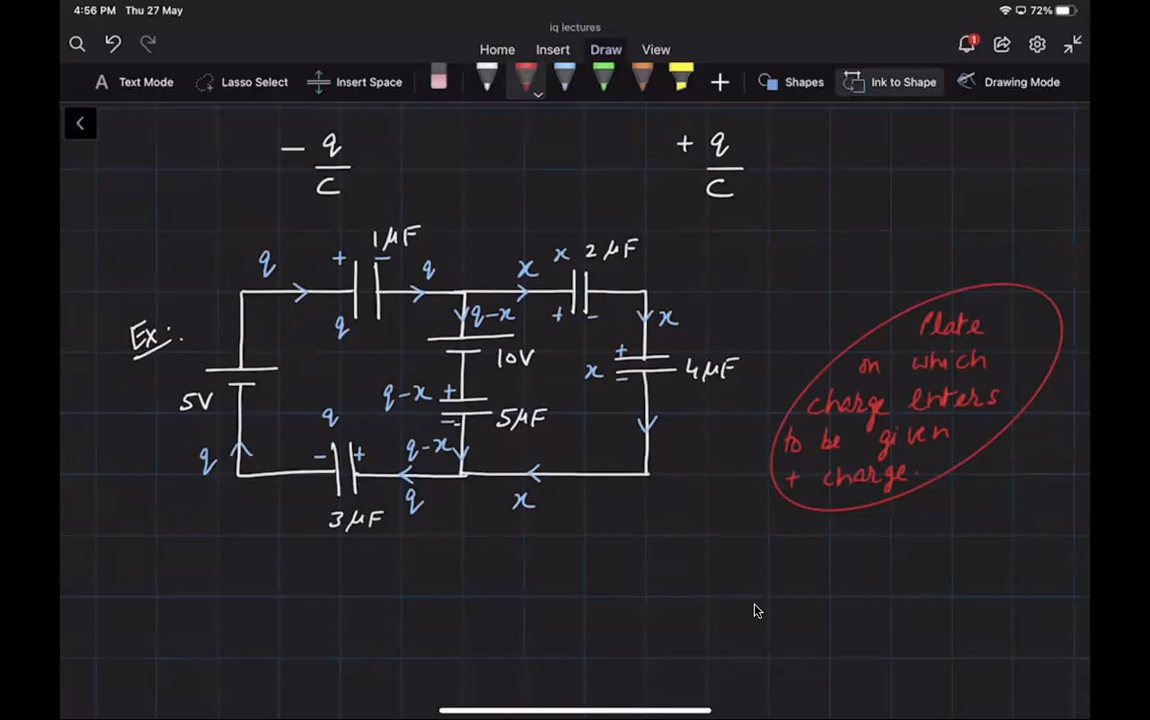 4:56 PM Thu 27 May
72%
iq lectures
Home Insert Draw View
1
Text Mode Lasso Select Insert Space + Shapes Ink to Shape Drawing Mode
- q/C
+ q/C
1μF
q + - q x x 2μF
q q-x + - x
Ex:
Plate
on which
charge enters
to be given
+ charge.
10V
+ x - 4μF
5V
q-x + - 5μF
q q-x
q - + q x
3μF